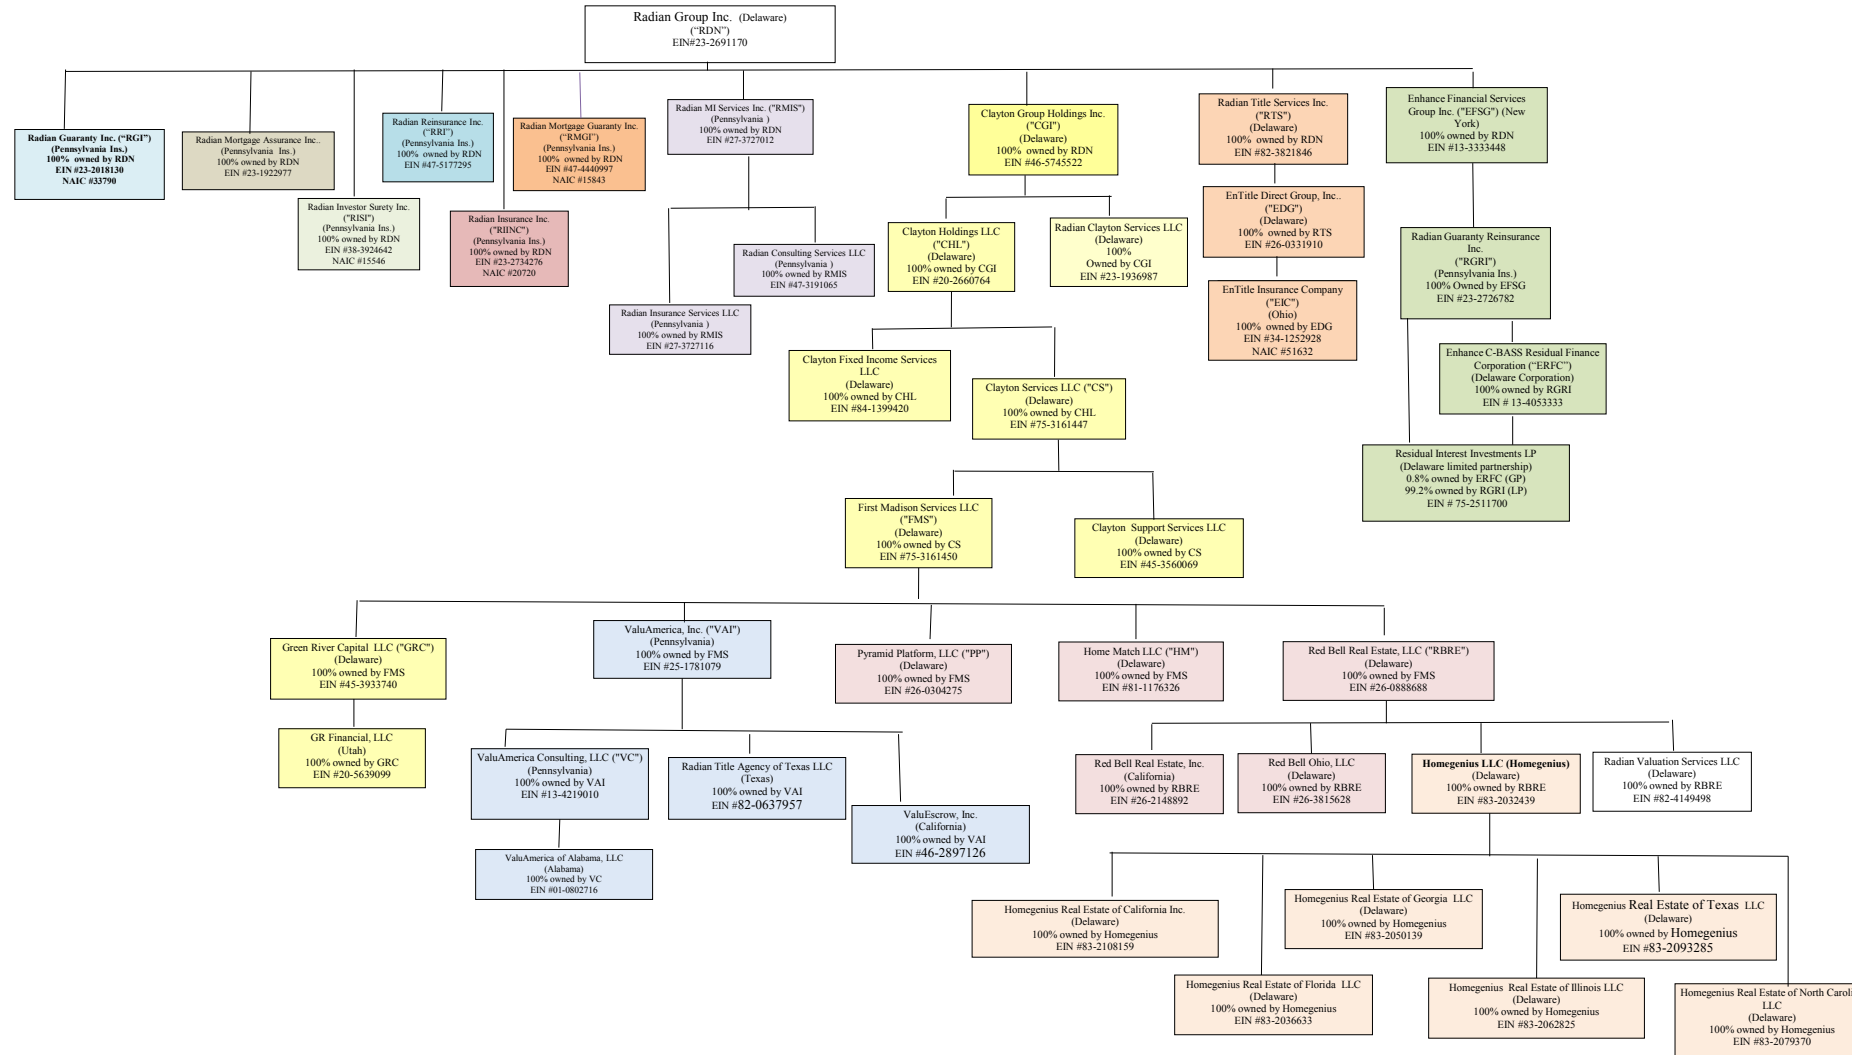 Radian Group Inc. (Delaware)
(“RDN”)
EIN#23-2691170
Radian Guaranty Inc. (“RGI”)
(Pennsylvania Ins.)
100% owned by RDN
EIN #23-2018130
NAIC #33790
Radian Mortgage Assurance Inc..
(Pennsylvania Ins.)
100% owned by RDN
EIN #23-1922977
Radian Investor Surety Inc.
("RISI")
(Pennsylvania Ins.)
100% owned by RDN
EIN #38-3924642
NAIC #15546
Radian Reinsurance Inc.
("RRI")
(Pennsylvania Ins.)
100% owned by RDN
EIN #47-5177295
Radian Insurance Inc.
("RIINC")
(Pennsylvania Ins.)
100% owned by RDN
EIN #23-2734276
NAIC #20720
Radian Mortgage Guaranty Inc.
("RMGI")
(Pennsylvania Ins.)
100% owned by RDN
EIN #47-4440997
NAIC #15843
Radian MI Services Inc. ("RMIS")
(Pennsylvania )
100% owned by RDN
EIN #27-3727012
Radian Consulting Services LLC
(Pennsylvania )
100% owned by RMIS
EIN #47-3191065
Radian Insurance Services LLC
(Pennsylvania )
100% owned by RMIS
EIN #27-3727116
Clayton Group Holdings Inc.
("CGI")
(Delaware)
100% owned by RDN
EIN #46-5745522
Clayton Holdings LLC
("CHL")
(Delaware)
100% owned by CGI
EIN #20-2660764
Radian Clayton Services LLC
(Delaware)
100%
Owned by CGI
EIN #23-1936987
Clayton Fixed Income Services
LLC
(Delaware)
100% owned by CHL
EIN #84-1399420
Clayton Services LLC ("CS")
(Delaware)
100% owned by CHL
EIN #75-3161447
Radian Title Services Inc.
("RTS")
(Delaware)
100% owned by RDN
EIN #82-3821846
EnTitle Direct Group, Inc..
("EDG")
(Delaware)
100% owned by RTS
EIN #26-0331910
EnTitle Insurance Company
("EIC")
(Ohio)
100% owned by EDG
EIN #34-1252928
NAIC #51632
Enhance Financial Services
Group Inc. ("EFSG") (New
York)
100% owned by RDN
EIN #13-3333448
Radian Guaranty Reinsurance
Inc.
("RGRI")
(Pennsylvania Ins.)
100% Owned by EFSG
EIN #23-2726782
Enhance C-BASS Residual Finance
Corporation (“ERFC”)
(Delaware Corporation)
100% owned by RGRI
EIN # 13-4053333
Residual Interest Investments LP
(Delaware limited partnership)
0.8% owned by ERFC (GP)
99.2% owned by RGRI (LP)
EIN # 75-2511700
First Madison Services LLC
("FMS")
(Delaware)
100% owned by CS
EIN #75-3161450
Clayton Support Services LLC
(Delaware)
100% owned by CS
EIN #45-3560069
Green River Capital LLC ("GRC")
(Delaware)
100% owned by FMS
EIN #45-3933740
ValuAmerica, Inc. ("VAI")
(Pennsylvania)
100% owned by FMS
EIN #25-1781079
Pyramid Platform, LLC ("PP")
(Delaware)
100% owned by FMS
EIN #26-0304275
Home Match LLC ("HM")
(Delaware)
100% owned by FMS
EIN #81-1176326
Red Bell Real Estate, LLC ("RBRE")
(Delaware)
100% owned by FMS
EIN #26-0888688
GR Financial, LLC
(Utah)
100% owned by GRC
EIN #20-5639099
ValuAmerica Consulting, LLC ("VC")
(Pennsylvania)
100% owned by VAI
EIN #13-4219010
Radian Title Agency of Texas LLC
(Texas)
100% owned by VAI
EIN #82-0637957
ValuEscrow, Inc.
(California)
100% owned by VAI
EIN #46-2897126
ValuAmerica of Alabama, LLC
(Alabama)
100% owned by VC
EIN #01-0802716
Red Bell Real Estate, Inc.
(California)
100% owned by RBRE
EIN #26-2148892
Red Bell Ohio, LLC
(Delaware)
100% owned by RBRE
EIN #26-3815628
Homegenius LLC (Homegenius)
(Delaware)
100% owned by RBRE
EIN #83-2032439
Radian Valuation Services LLC
(Delaware)
100% owned by RBRE
EIN #82-4149498
Homegenius Real Estate of California Inc.
(Delaware)
100% owned by Homegenius
EIN #83-2108159
Homegenius Real Estate of Georgia LLC
(Delaware)
100% owned by Homegenius
EIN #83-2050139
Homegenius Real Estate of Texas LLC
(Delaware)
100% owned by Homegenius
EIN #83-2093285
Homegenius Real Estate of Florida LLC
(Delaware)
100% owned by Homegenius
EIN #83-2036633
Homegenius Real Estate of Illinois LLC
(Delaware)
100% owned by Homegenius
EIN #83-2062825
Homegenius Real Estate of North Caroli
LLC
(Delaware)
100% owned by Homegenius
EIN #83-2079370